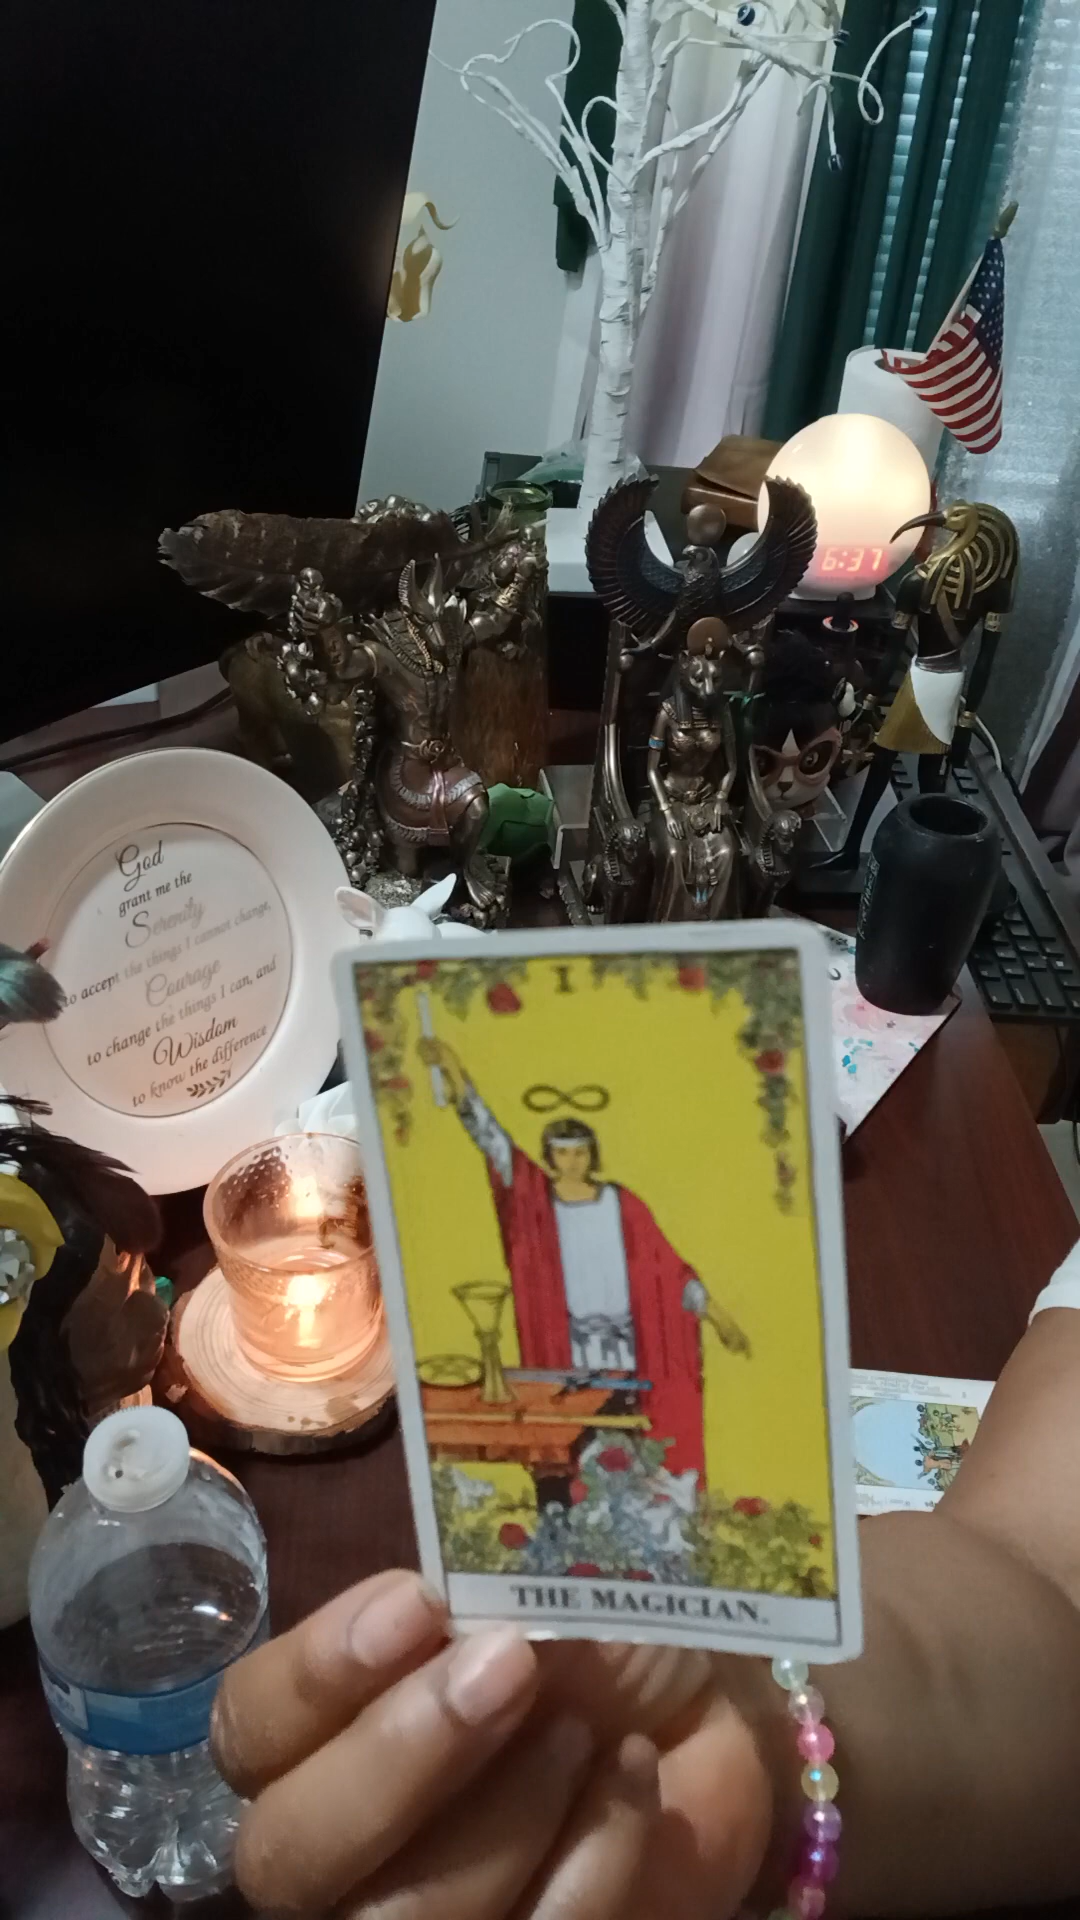 6:37
God
grant me the
Serenity
to accept the things I cannot change,
Courage
to change the things I can, and
Wisdom
to know the difference
I
THE MAGICIAN.